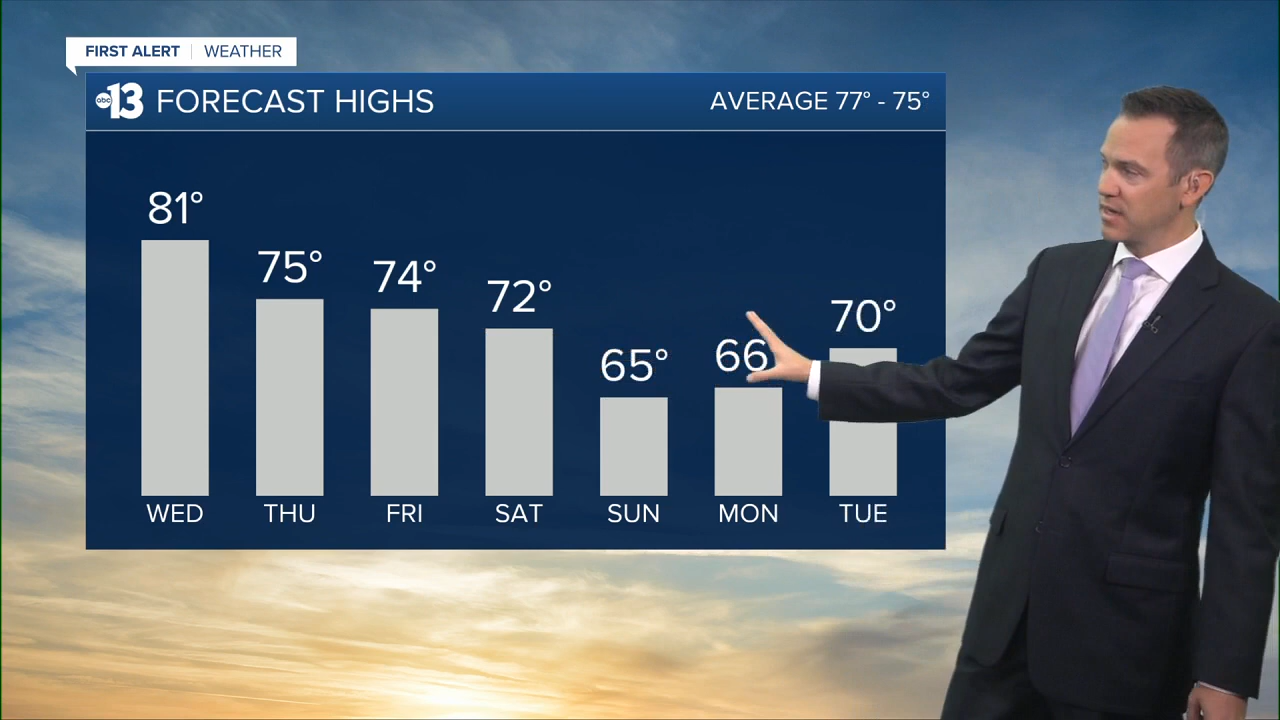 FIRST ALERT | WEATHER
abc 13 FORECAST HIGHS
AVERAGE 77° - 75°
81° 75° 74° 72° 65° 66 70°
WED THU FRI SAT SUN MON TUE